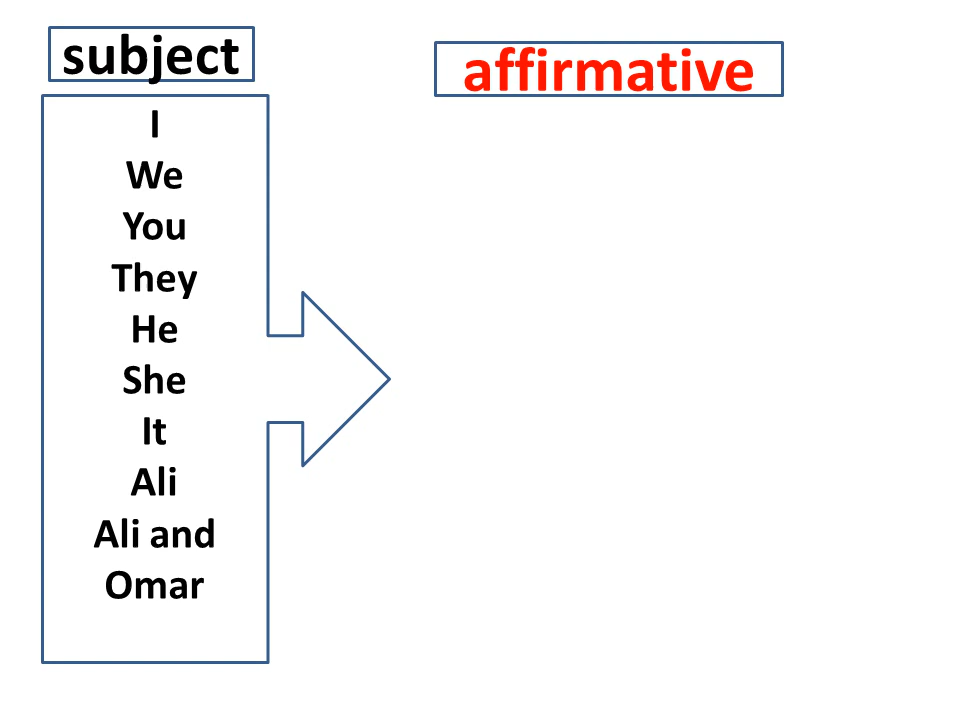 subject
affirmative
I
We
You
They
He
She
It
Ali
Ali and
Omar